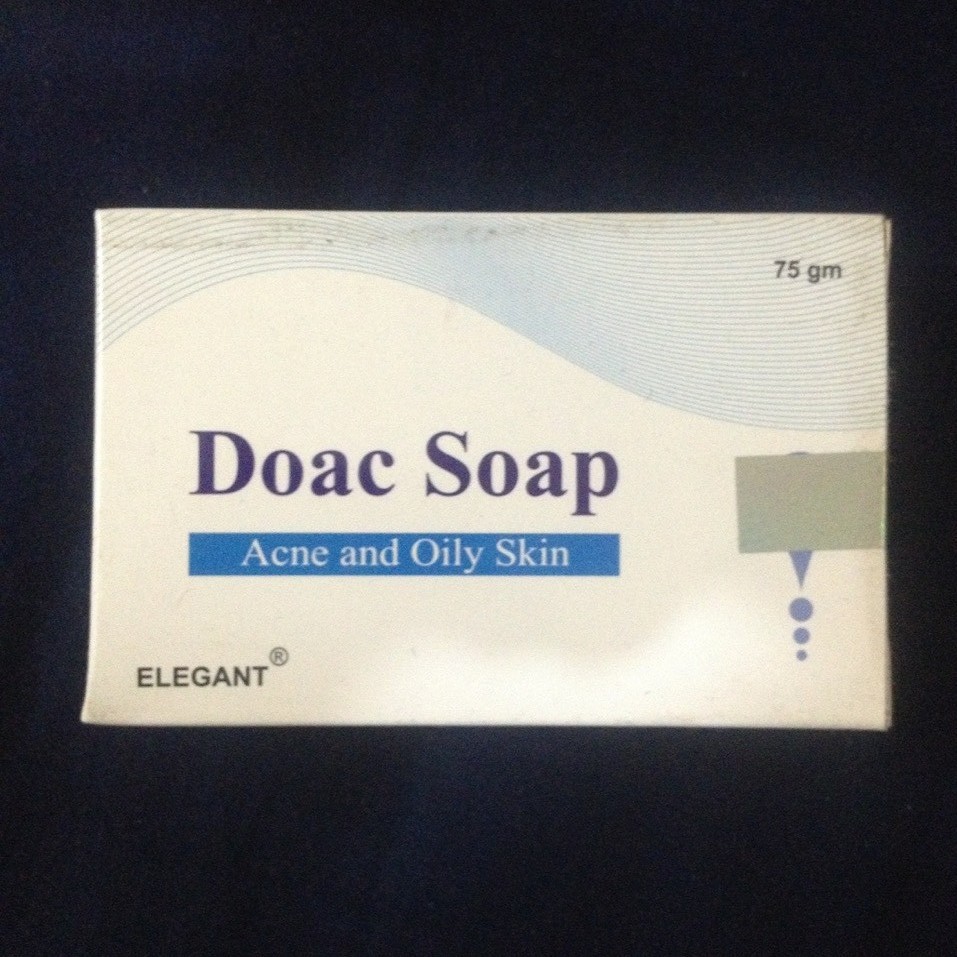 75 gm
Doac Soap
Acne and Oily Skin
ELEGANT®